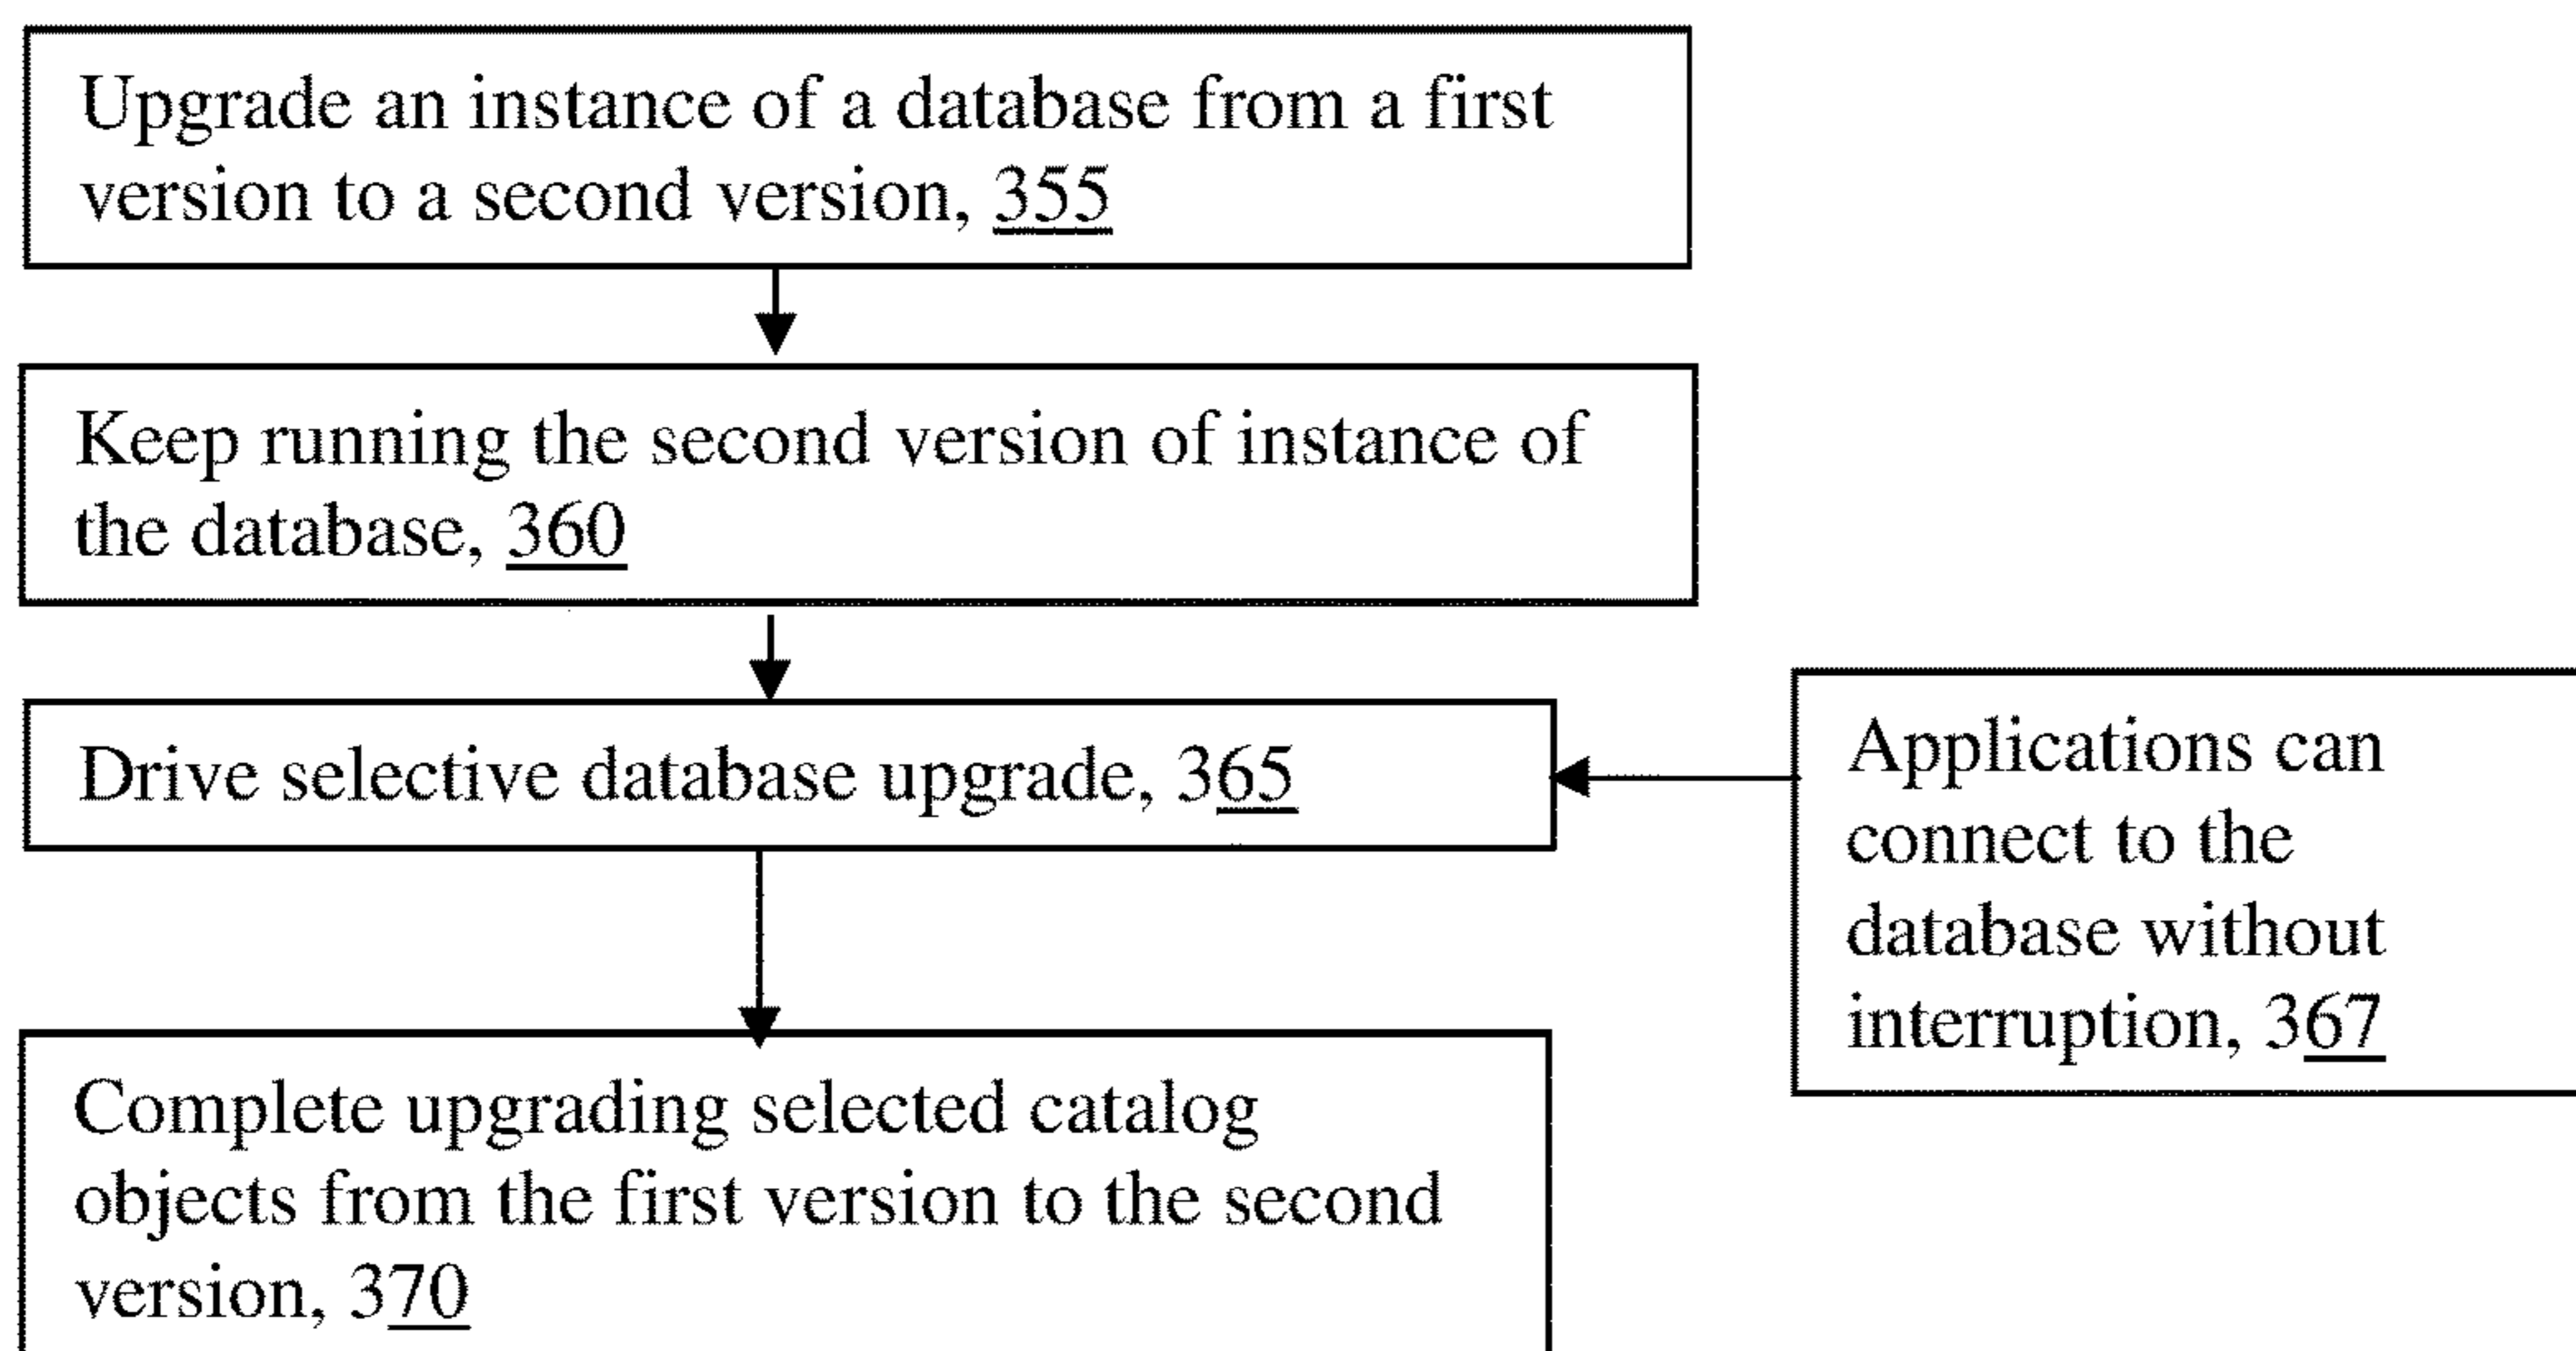 Upgrade an instance of a database from a first
version to a second version, 355
Keep running the second version of instance of
the database, 360
Drive selective database upgrade, 365
Applications can
connect to the
database without
interruption, 367
Complete upgrading selected catalog
objects from the first version to the second
version, 370